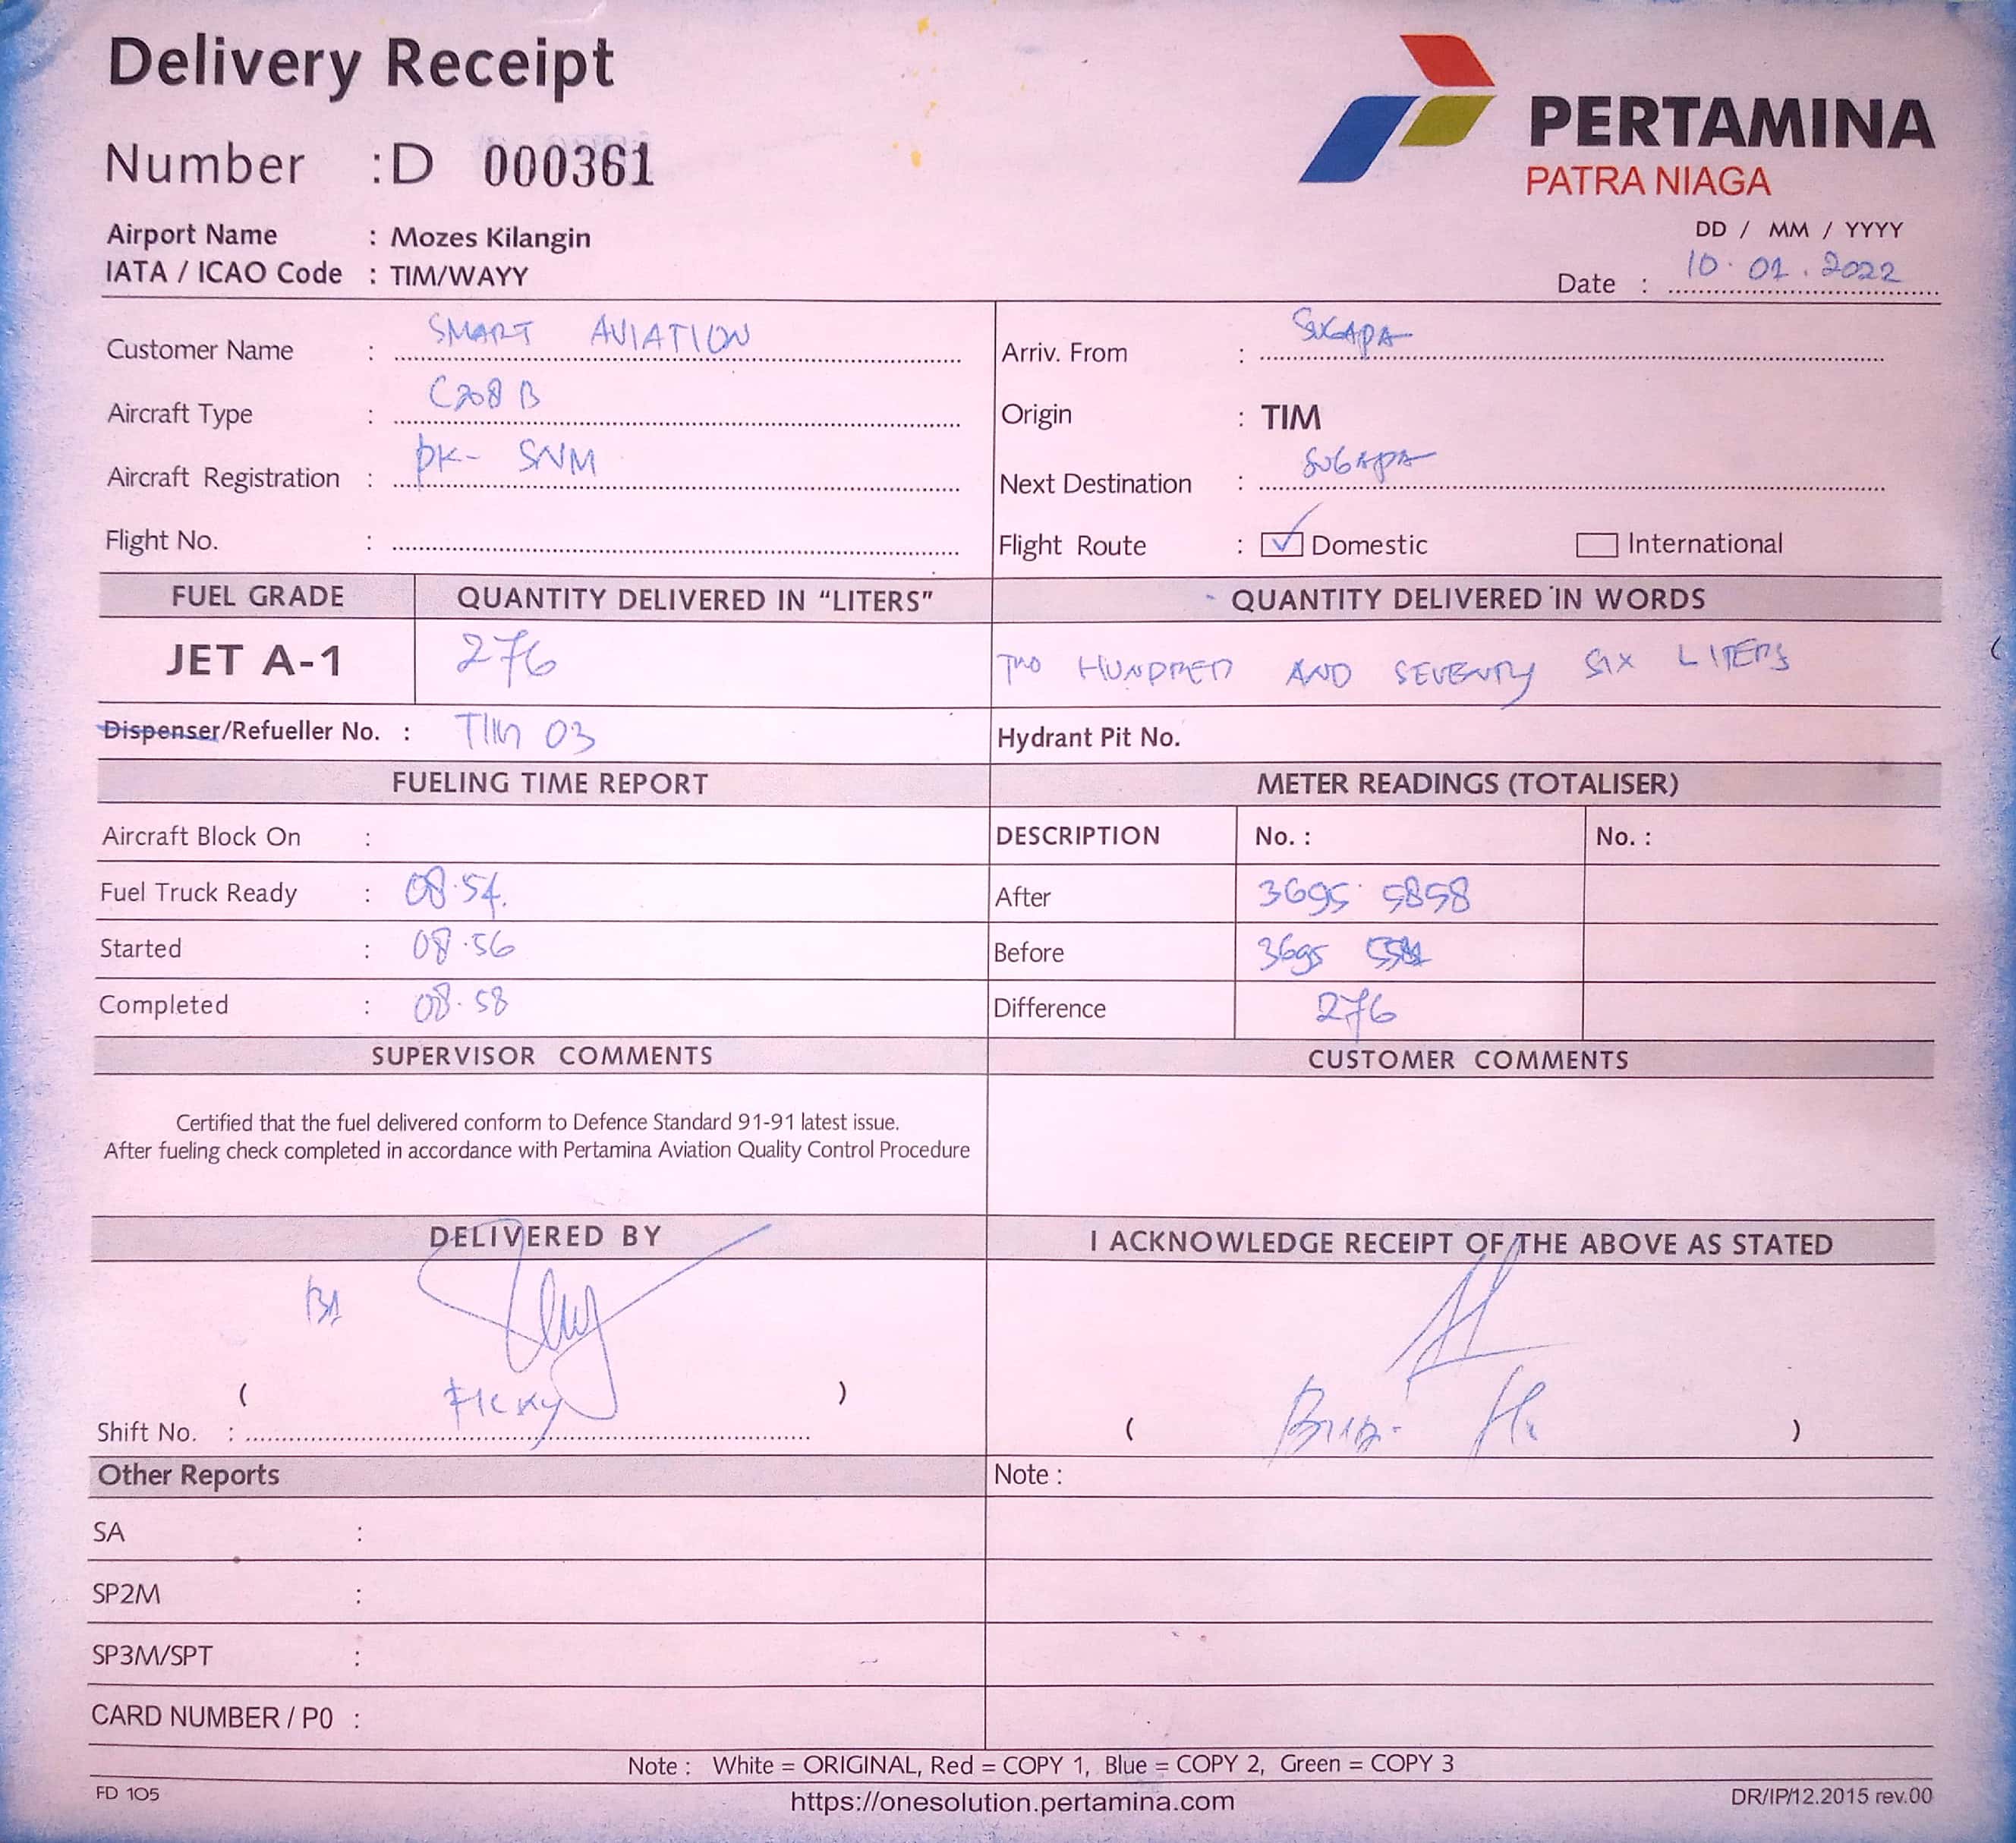 Delivery Receipt
Number : D 000361
PERTAMINA
PATRA NIAGA
Airport Name : Mozes Kilangin
IATA / ICAO Code : TIM/WAYY
DD / MM / YYYY
Date : 10.01.2022
Customer Name : SMART AVIATION
Arriv. From : SUGAPA
Aircraft Type : C208 B
Origin : TIM
Aircraft Registration : PK- SNM
Next Destination : SUGAPA
Flight No. :
Flight Route : Domestic International
FUEL GRADE QUANTITY DELIVERED IN “LITERS” QUANTITY DELIVERED IN WORDS
JET A-1 276 TWO HUNDRED AND SEVENTY SIX LITERS
Dispenser/Refueller No. : TIM 03 Hydrant Pit No.
FUELING TIME REPORT METER READINGS (TOTALISER)
Aircraft Block On : DESCRIPTION No. : No. :
Fuel Truck Ready : 08.54. After 3695 5858
Started : 08.56 Before 3695
Completed : 08.58 Difference 276
SUPERVISOR COMMENTS CUSTOMER COMMENTS
Certified that the fuel delivered conform to Defence Standard 91-91 latest issue.
After fueling check completed in accordance with Pertamina Aviation Quality Control Procedure
DELIVERED BY I ACKNOWLEDGE RECEIPT OF THE ABOVE AS STATED
( )
Shift No. : ( )
Other Reports Note :
SA :
SP2M :
SP3M/SPT :
CARD NUMBER / PO :
Note : White = ORIGINAL, Red = COPY 1, Blue = COPY 2, Green = COPY 3
FD 105 https://onesolution.pertamina.com DR/IP/12.2015 rev.00